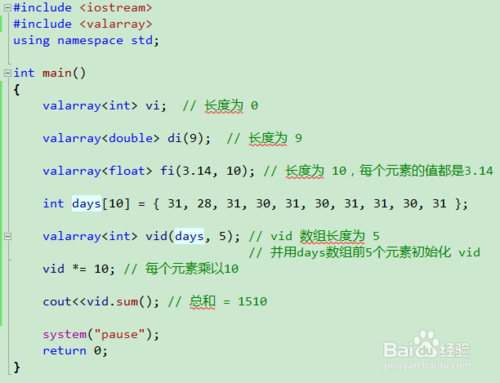 #include <iostream>
#include <valarray>
using namespace std;
int main()
{
valarray<int> vi;  // 长度为 0
valarray<double> di(9);  // 长度为 9
valarray<float> fi(3.14, 10); // 长度为 10，每个元素的值都是3.14
int days[10] = { 31, 28, 31, 30, 31, 30, 31, 31, 30, 31 };
valarray<int> vid(days, 5); // vid 数组长度为 5
// 并用days数组前5个元素初始化 vid
vid *= 10; // 每个元素乘以10
cout<<vid.sum(); // 总和 = 1510
system("pause");
return 0;
}
Baidu经验